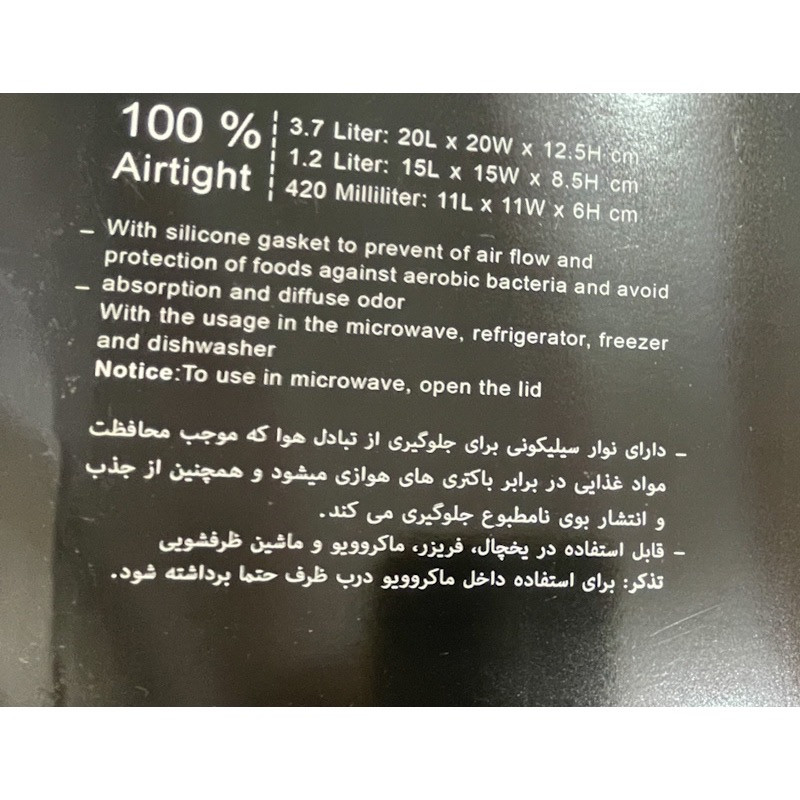 100 %
Airtight
3.7 Liter: 20L x 20W x 12.5H cm
1.2 Liter: 15L x 15W x 8.5H cm
420 Milliliter: 11L x 11W x 6H cm
– With silicone gasket to prevent of air flow and
protection of foods against aerobic bacteria and avoid
– absorption and diffuse odor
With the usage in the microwave, refrigerator, freezer
and dishwasher
Notice:To use in microwave, open the lid
– دارای نوار سیلیکونی برای جلوگیری از تبادل هوا که موجب محافظت
مواد غذایی در برابر باکتری های هوازی میشود و همچنین از جذب
و انتشار بوی نامطبوع جلوگیری می کند.
– قابل استفاده در یخچال، فریزر، ماکروویو و ماشین ظرفشویی
تذکر: برای استفاده داخل ماکروویو درب ظرف حتما برداشته شود.